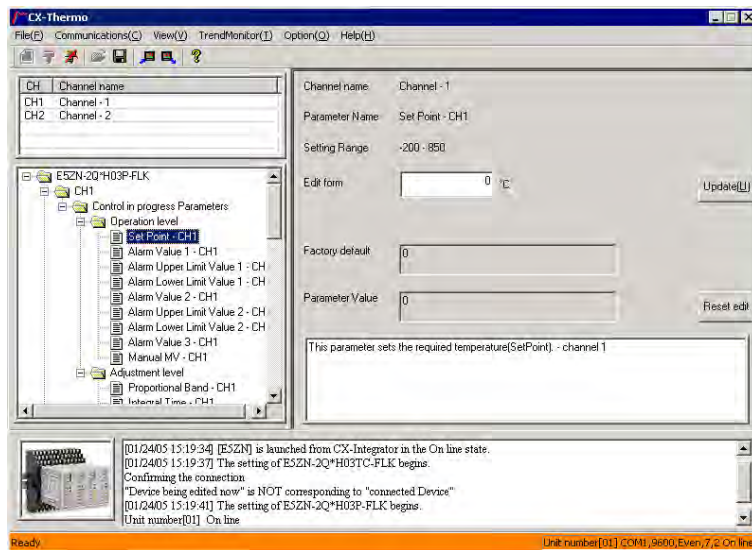 CX-Thermo
File(F) Communications(C) View(V) TrendMonitor(T) Option(O) Help(H)
CH Channel name
CH1 Channel - 1
CH2 Channel - 2
E5ZN-2Q*H03P-FLK
CH1
Control in progress Parameters
Operation level
Set Point - CH1
Alarm Value 1 - CH1
Alarm Upper Limit Value 1 - CH
Alarm Lower Limit Value 1 - CH
Alarm Value 2 - CH1
Alarm Upper Limit Value 2 - CH
Alarm Lower Limit Value 2 - CH
Alarm Value 3 - CH1
Manual MV - CH1
Adjustment level
Proportional Band - CH1
Integral Time - CH1
Channel name Channel - 1
Parameter Name Set Point - CH1
Setting Range -200 - 850
Edit form 0 °C Update(U)
Factory default 0
Parameter Value 0 Reset edit
This parameter sets the required temperature(SetPoint). - channel 1
[01/24/05 15:19:34] [E5ZN] is launched from CX-Integrator in the On line state.
[01/24/05 15:19:37] The setting of E5ZN-2Q*H03TC-FLK begins.
Confirming the connection
"Device being edited now" is NOT corresponding to "connected Device"
[01/24/05 15:19:41] The setting of E5ZN-2Q*H03P-FLK begins.
Unit number[01] On line
Ready Unit number[01] COM1,9600,Even,7,2 On line